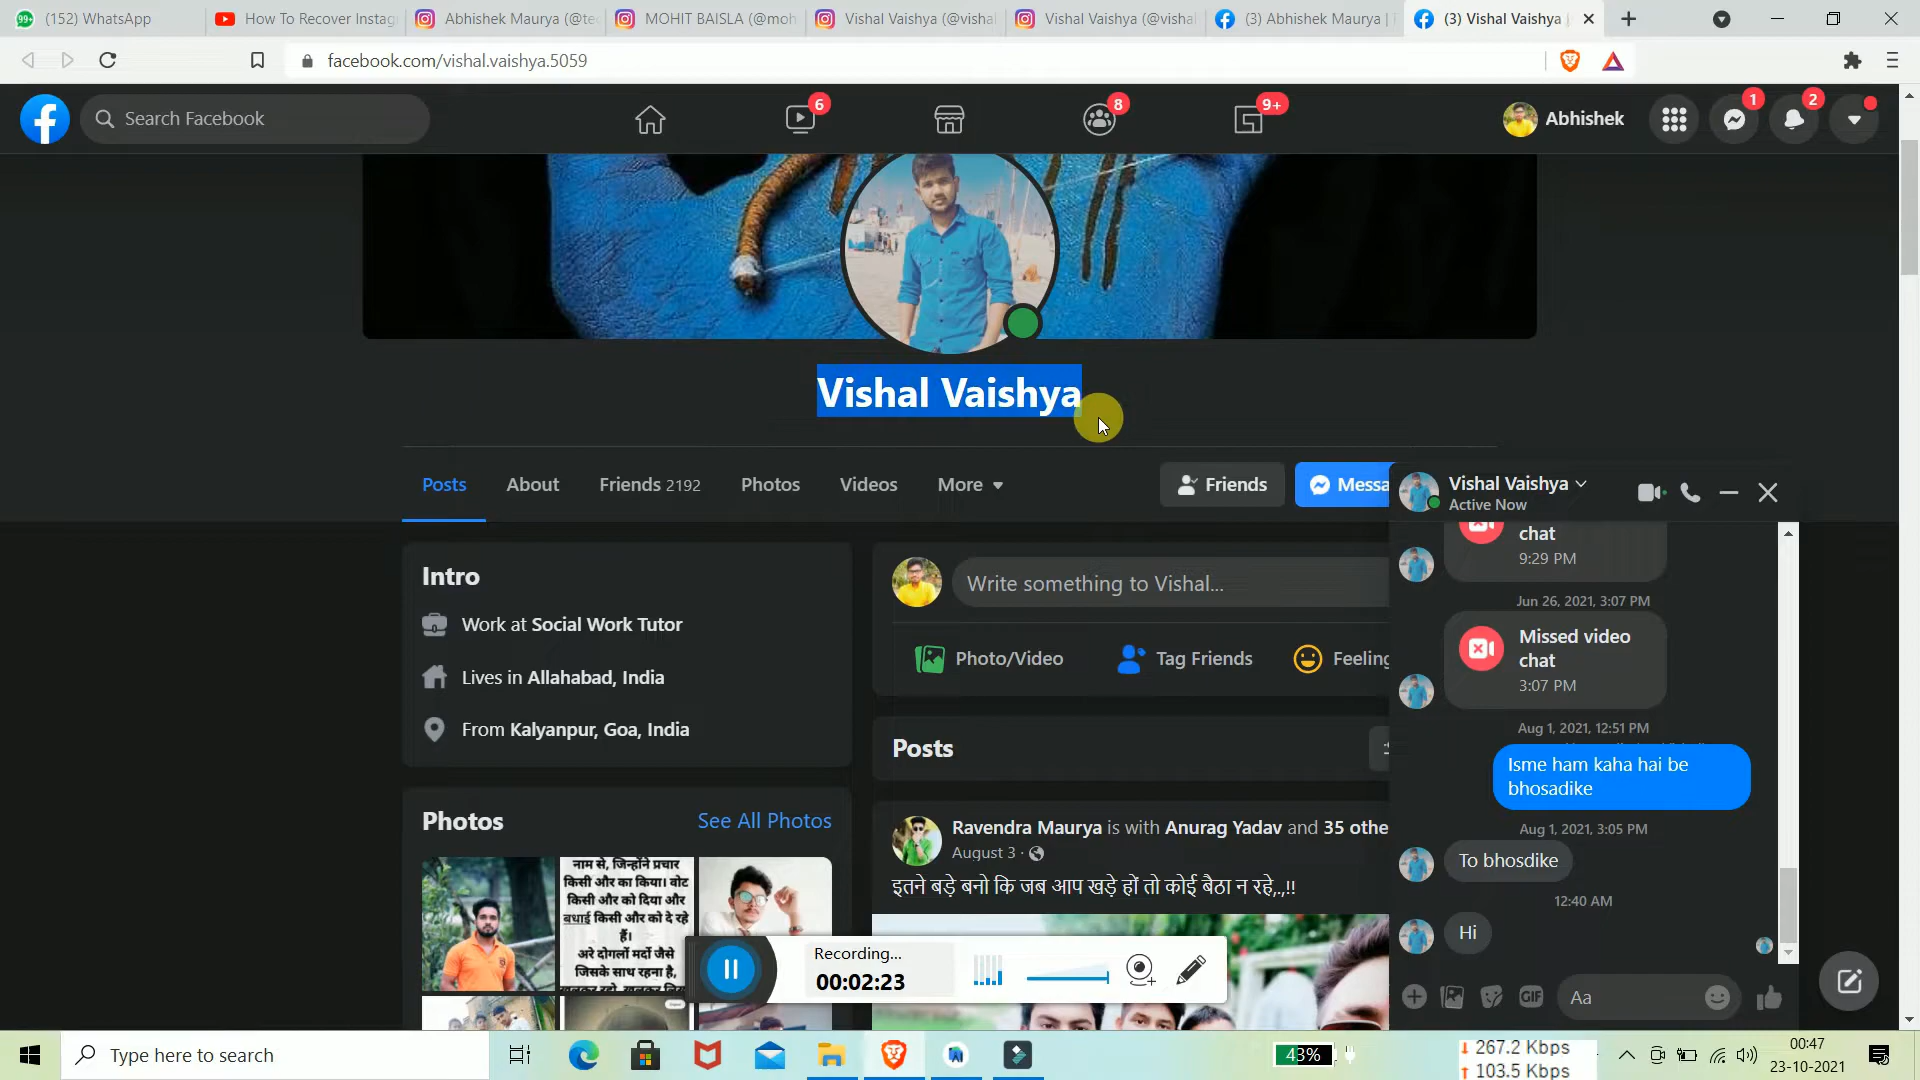 (152) WhatsApp
How To Recover Instag
Abhishek Maurya (@tec
MOHIT BAISLA (@moh
Vishal Vaishya (@vishal
Vishal Vaishya (@vishal
(3) Abhishek Maurya |
(3) Vishal Vaishya
facebook.com/vishal.vaishya.5059
Search Facebook
6
8
9+
Abhishek
1
2
Vishal Vaishya
Posts
About
Friends 2192
Photos
Videos
More
Friends
Messa
Vishal Vaishya
Active Now
Intro
Work at Social Work Tutor
Lives in Allahabad, India
From Kalyanpur, Goa, India
Photos
See All Photos
नाम से, जिन्होंने प्रचार
किसी और का किया। वोट
किसी और को दिया और
बधाई किसी और को दे रहे
हैं।
अरे दोगलों मर्दो जैसे
जिसके साथ रहना है,
Write something to Vishal...
Photo/Video
Tag Friends
Feeling
Posts
Ravendra Maurya is with Anurag Yadav and 35 othe
August 3
इतने बड़े बनो कि जब आप खड़े हों तो कोई बैठा न रहे,.,!!
chat
9:29 PM
Jun 26, 2021, 3:07 PM
Missed video
chat
3:07 PM
Aug 1, 2021, 12:51 PM
Isme ham kaha hai be
bhosadike
Aug 1, 2021, 3:05 PM
To bhosdike
12:40 AM
Hi
GIF
Aa
Recording...
00:02:23
Type here to search
43%
267.2 Kbps
103.5 Kbps
00:47
23-10-2021